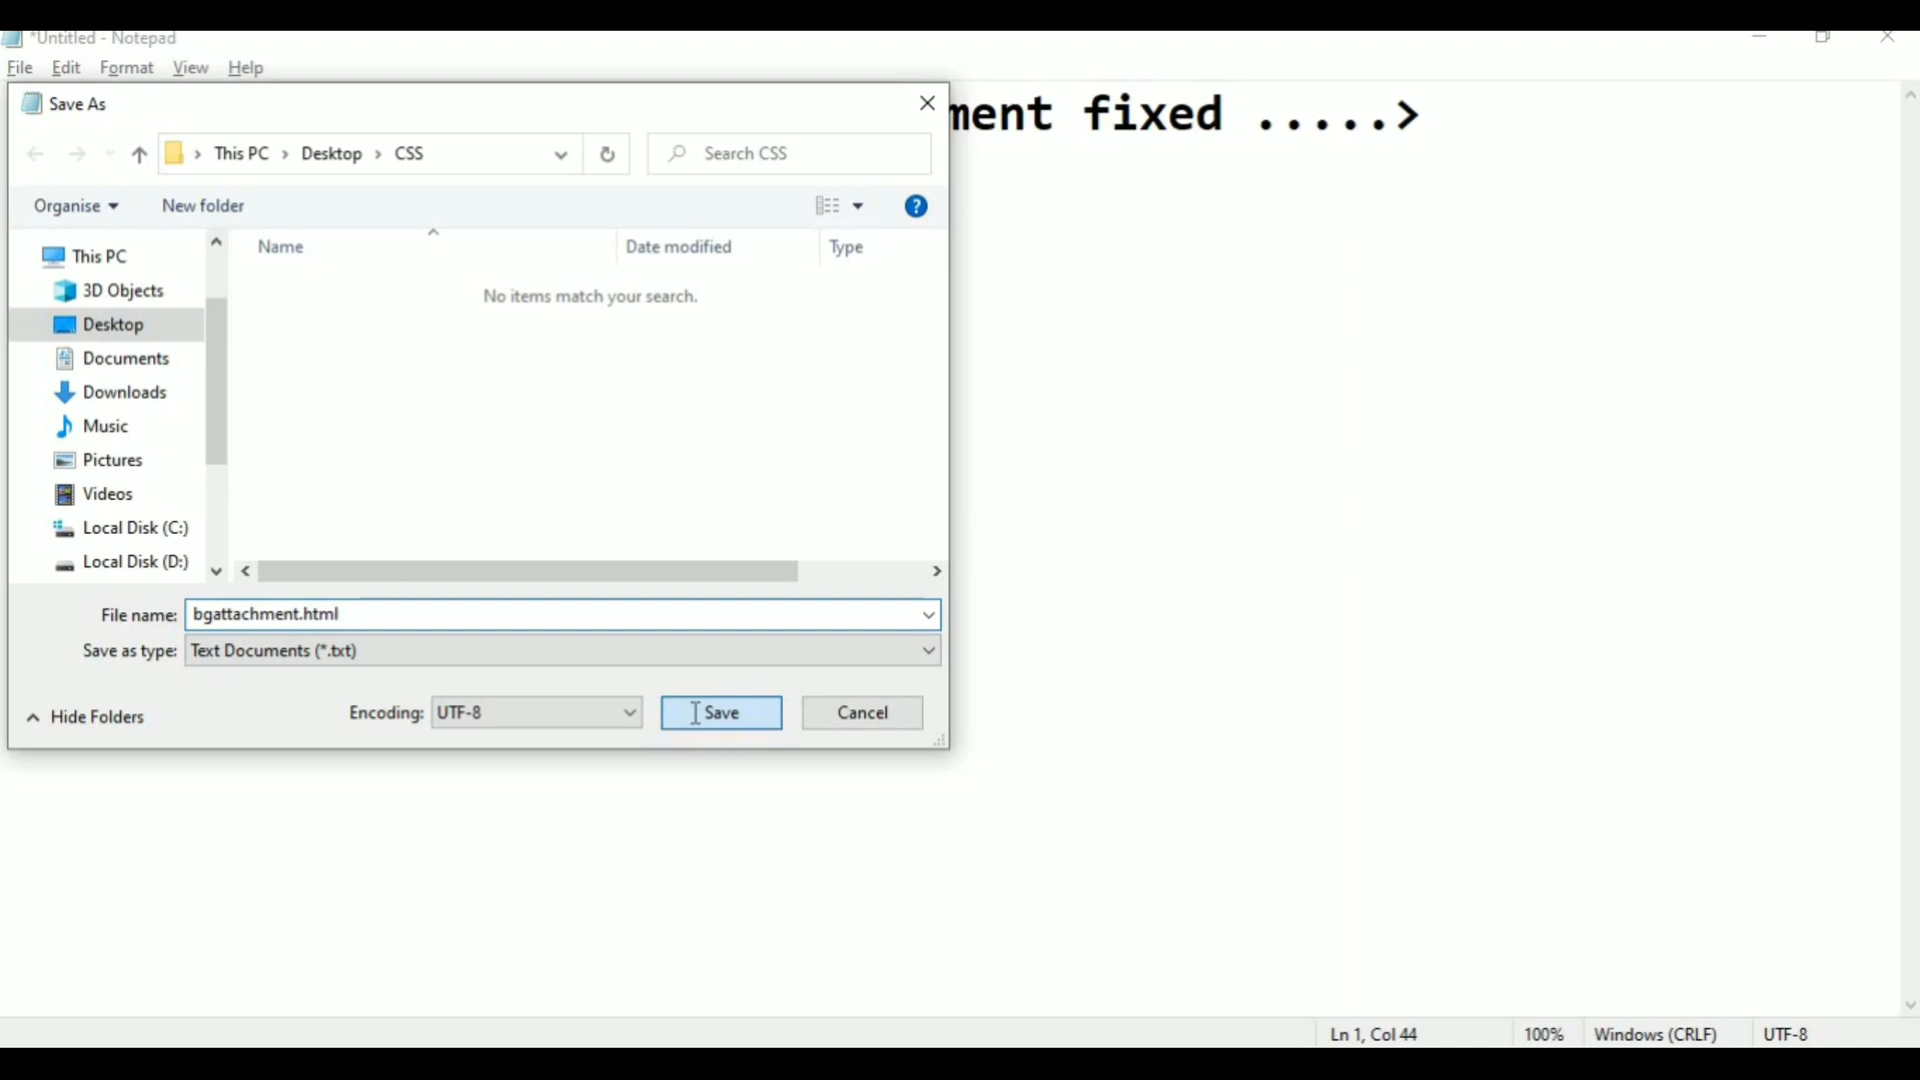 *Untitled - Notepad
File Edit Format View Help
Save As
ment fixed .....>
This PC > Desktop > CSS
Search CSS
Organise New folder
?
Name Date modified Type
No items match your search.
This PC
3D Objects
Desktop
Documents
Downloads
Music
Pictures
Videos
Local Disk (C:)
Local Disk (D:)
File name: bgattachment.html
Save as type: Text Documents (*.txt)
Hide Folders
Encoding: UTF-8
Save
Cancel
Ln 1, Col 44 100% Windows (CRLF) UTF-8